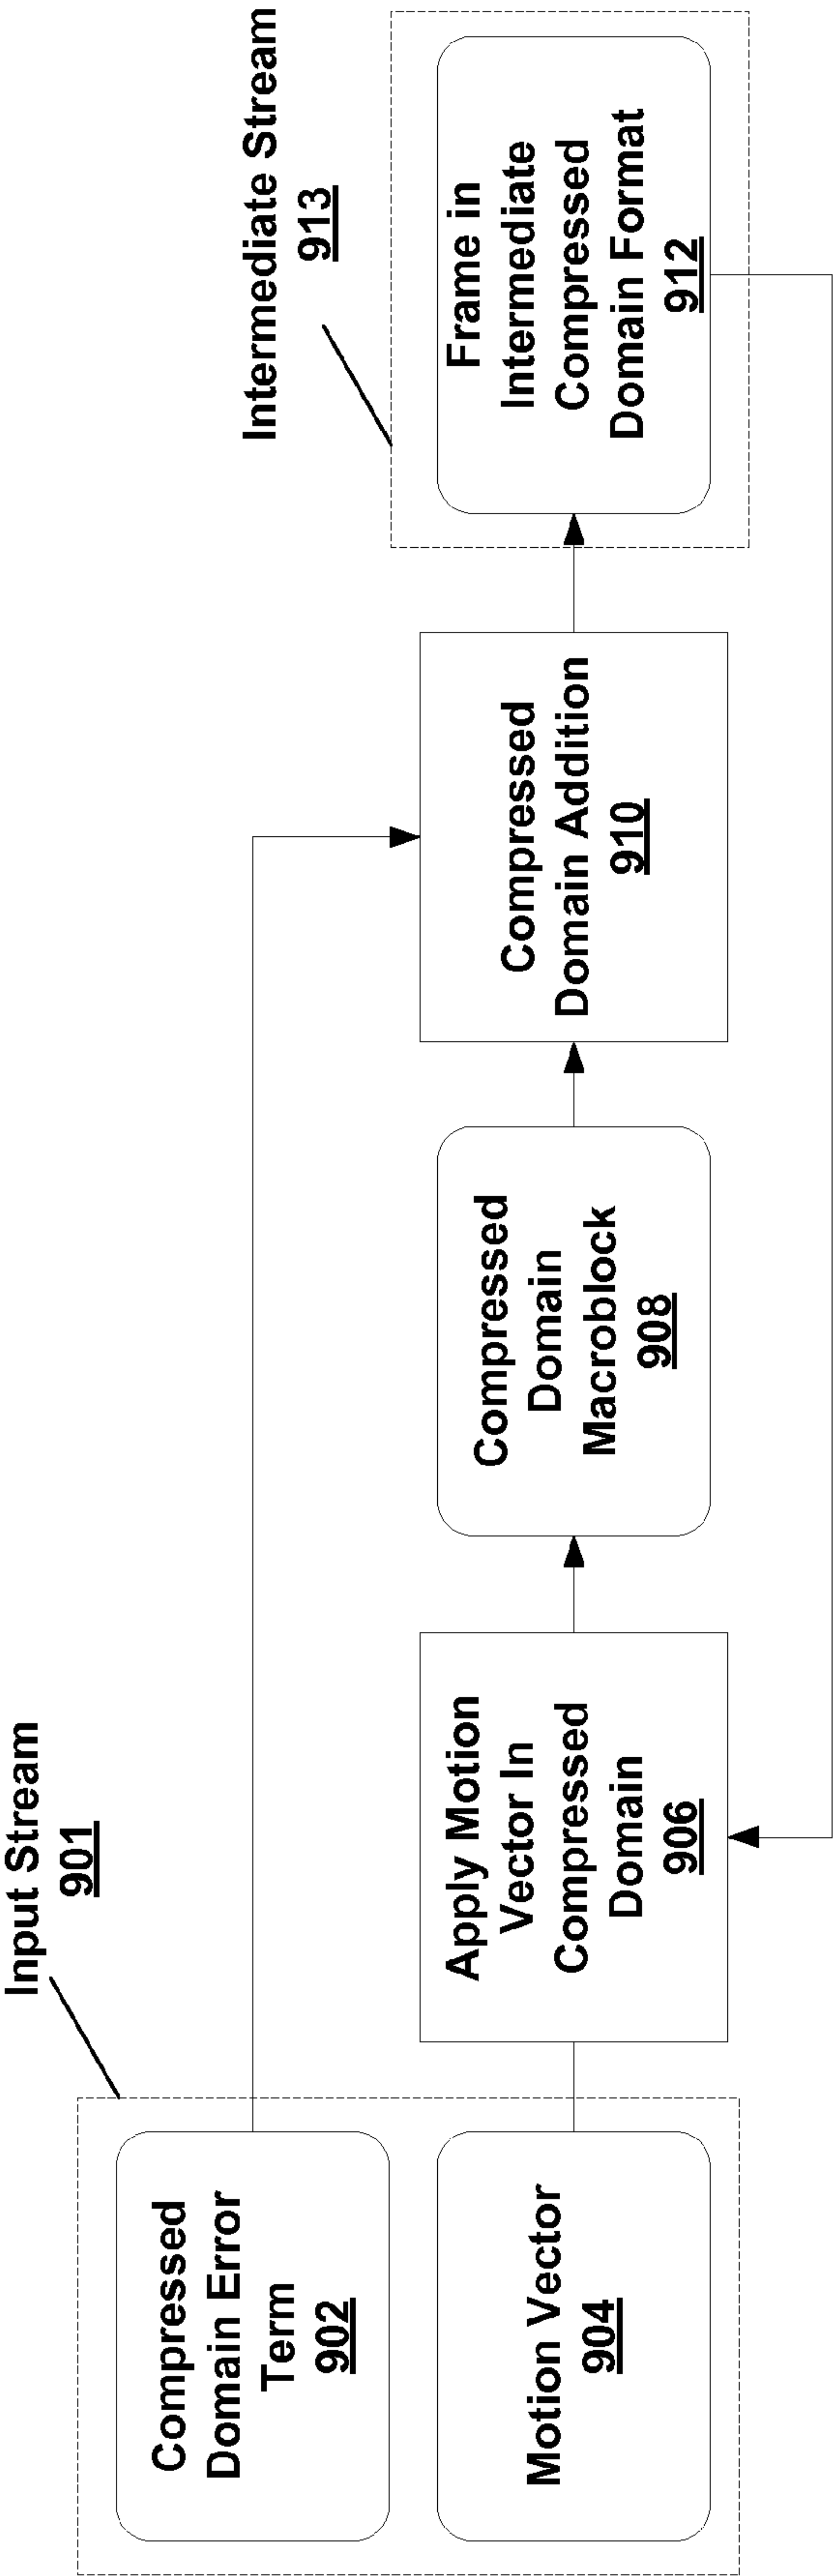 Input Stream
901
Compressed
Domain Error
Term
902
Motion Vector
904
Apply Motion
Vector In
Compressed
Domain
906
Compressed
Domain
Macroblock
908
Compressed
Domain Addition
910
Intermediate Stream
913
Frame in
Intermediate
Compressed
Domain Format
912